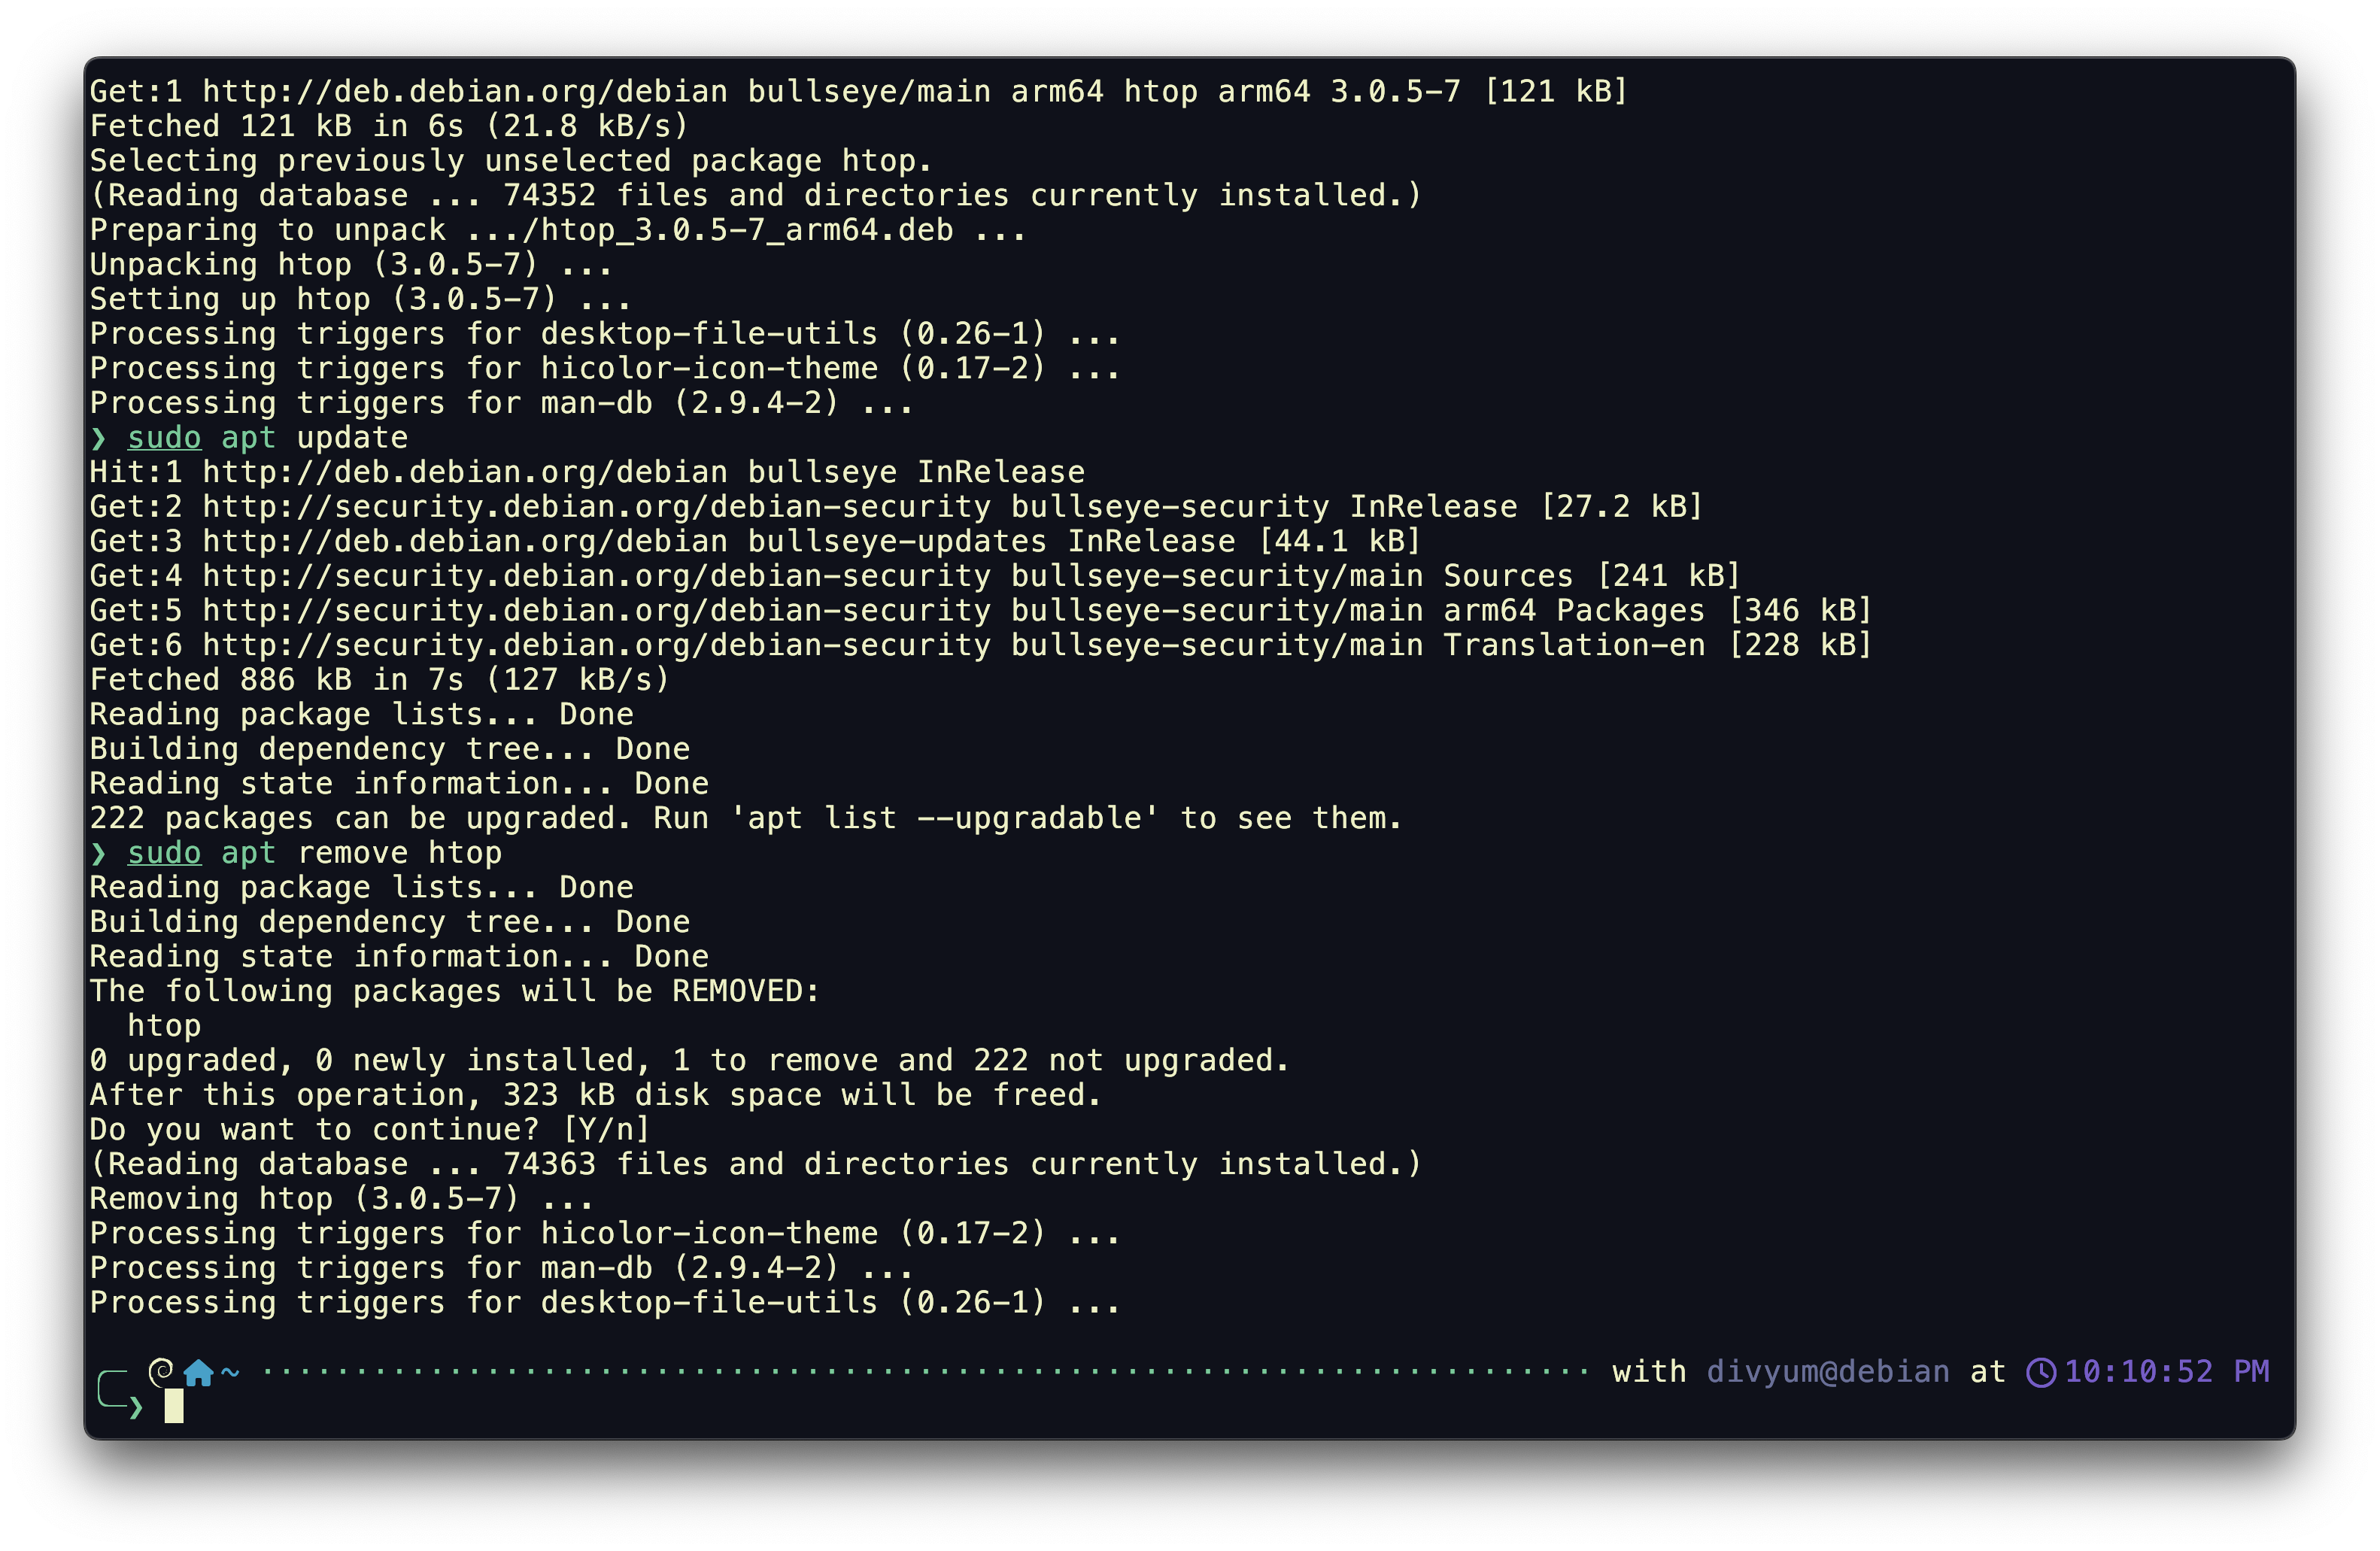 Get:1 http://deb.debian.org/debian bullseye/main arm64 htop arm64 3.0.5-7 [121 kB]
Fetched 121 kB in 6s (21.8 kB/s)
Selecting previously unselected package htop.
(Reading database ... 74352 files and directories currently installed.)
Preparing to unpack .../htop_3.0.5-7_arm64.deb ...
Unpacking htop (3.0.5-7) ...
Setting up htop (3.0.5-7) ...
Processing triggers for desktop-file-utils (0.26-1) ...
Processing triggers for hicolor-icon-theme (0.17-2) ...
Processing triggers for man-db (2.9.4-2) ...
❯ sudo apt update
Hit:1 http://deb.debian.org/debian bullseye InRelease
Get:2 http://security.debian.org/debian-security bullseye-security InRelease [27.2 kB]
Get:3 http://deb.debian.org/debian bullseye-updates InRelease [44.1 kB]
Get:4 http://security.debian.org/debian-security bullseye-security/main Sources [241 kB]
Get:5 http://security.debian.org/debian-security bullseye-security/main arm64 Packages [346 kB]
Get:6 http://security.debian.org/debian-security bullseye-security/main Translation-en [228 kB]
Fetched 886 kB in 7s (127 kB/s)
Reading package lists... Done
Building dependency tree... Done
Reading state information... Done
222 packages can be upgraded. Run 'apt list --upgradable' to see them.
❯ sudo apt remove htop
Reading package lists... Done
Building dependency tree... Done
Reading state information... Done
The following packages will be REMOVED:
  htop
0 upgraded, 0 newly installed, 1 to remove and 222 not upgraded.
After this operation, 323 kB disk space will be freed.
Do you want to continue? [Y/n]
(Reading database ... 74363 files and directories currently installed.)
Removing htop (3.0.5-7) ...
Processing triggers for hicolor-icon-theme (0.17-2) ...
Processing triggers for man-db (2.9.4-2) ...
Processing triggers for desktop-file-utils (0.26-1) ...
~ ······································································· with divyum@debian at 10:10:52 PM
❯